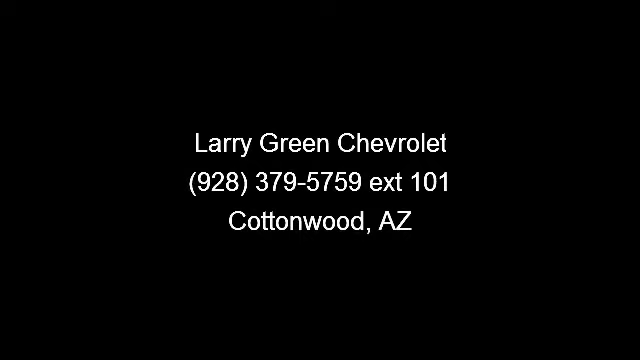 Larry Green Chevrolet
(928) 379-5759 ext 101
Cottonwood, AZ